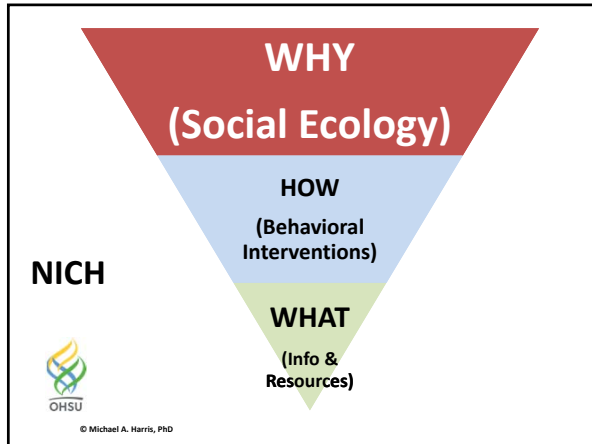 WHY
(Social Ecology)
HOW
(Behavioral
Interventions)
NICH
WHAT
(Info &
Resources)
OHSU
© Michael A. Harris, PhD